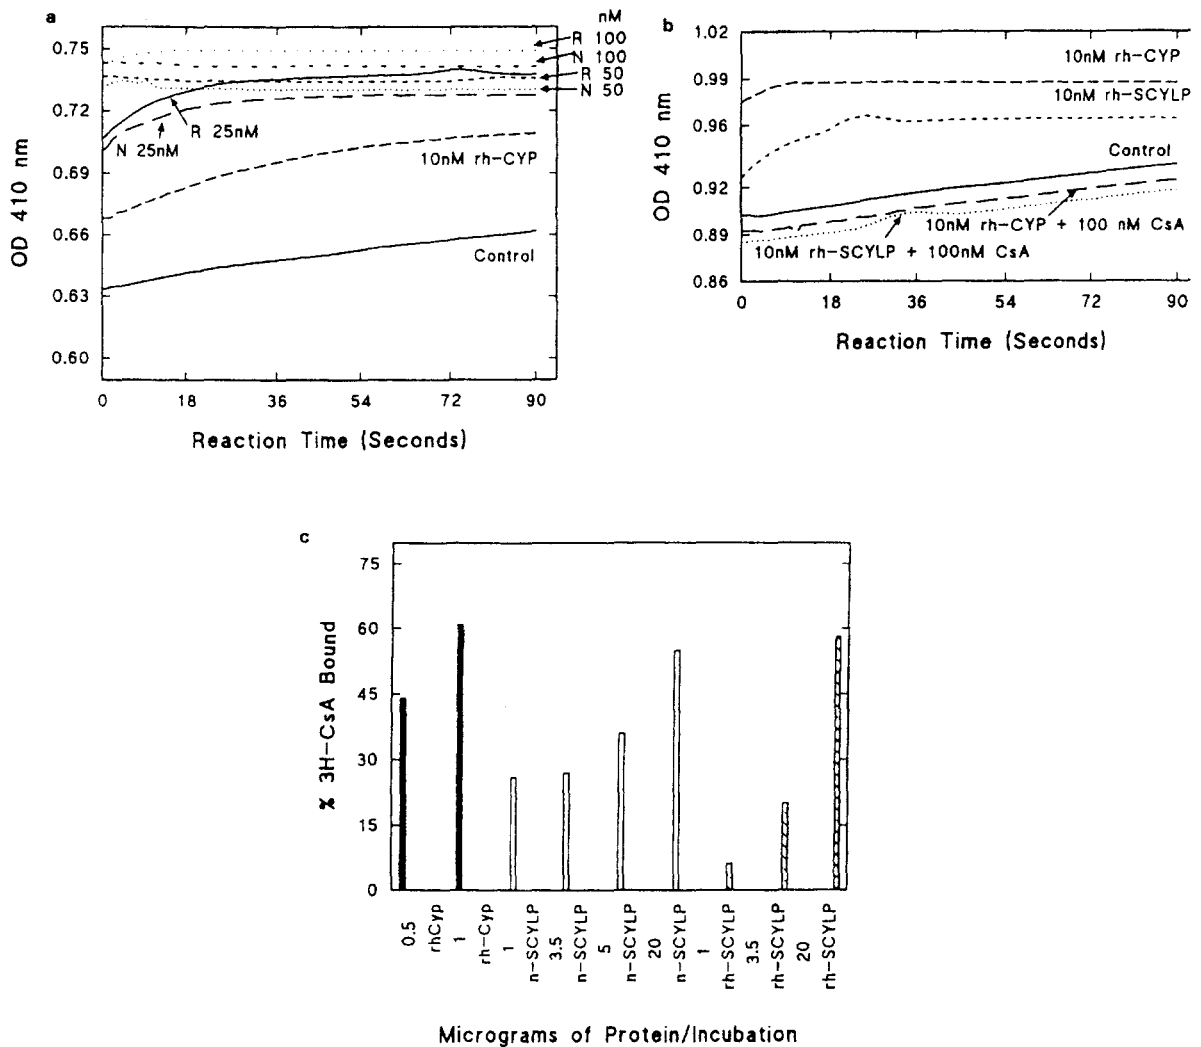 a
nM
R 100
N 100
R 50
N 50
0.75
0.72
0.69
0.66
0.63
0.60
OD 410 nm
R 25nM
N 25nM
10nM rh-CYP
Control
0 18 36 54 72 90
Reaction Time (Seconds)
b
1.02
0.99
0.96
0.92
0.89
0.86
OD 410 nm
10nM rh-CYP
10nM rh-SCYLP
Control
10nM rh-CYP + 100 nM CsA
10nM rh-SCYLP + 100nM CsA
0 18 36 54 72 90
Reaction Time (Seconds)
c
75
60
45
30
15
0
% 3H-CsA Bound
0.5
rhCyp
1
rh-Cyp
1
n-SCYLP
3.5
n-SCYLP
5
n-SCYLP
20
n-SCYLP
1
rh-SCYLP
3.5
rh-SCYLP
20
rh-SCYLP
Micrograms of Protein/Incubation